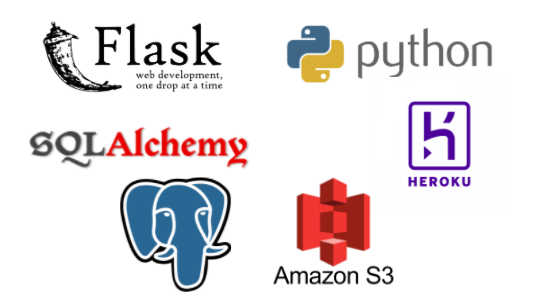 Flask
web development,
one drop at a time
python
SQLAlchemy
HEROKU
Amazon S3